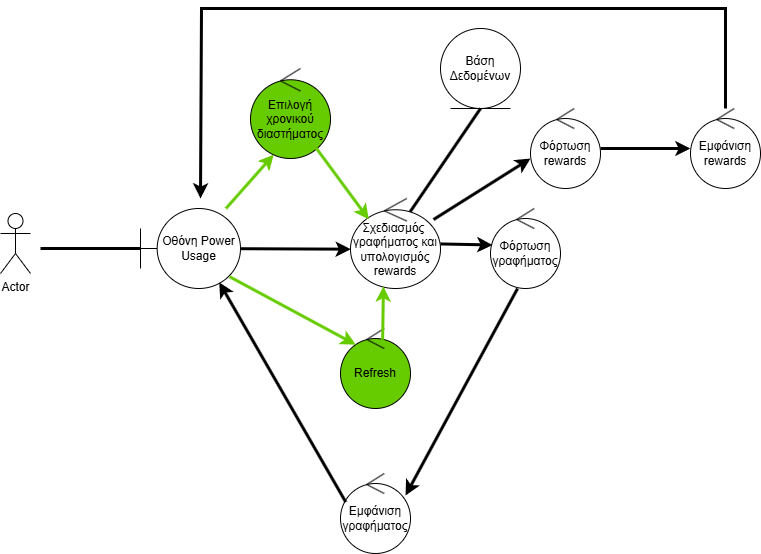 Βάση
Δεδομένων
Επιλογή
χρονικού
διαστήματος
Φόρτωση
rewards
Εμφάνιση
rewards
Οθόνη Power
Usage
Σχεδιασμός
γραφήματος και
υπολογισμός
rewards
Φόρτωση
γραφήματος
Actor
Refresh
Εμφάνιση
γραφήματος